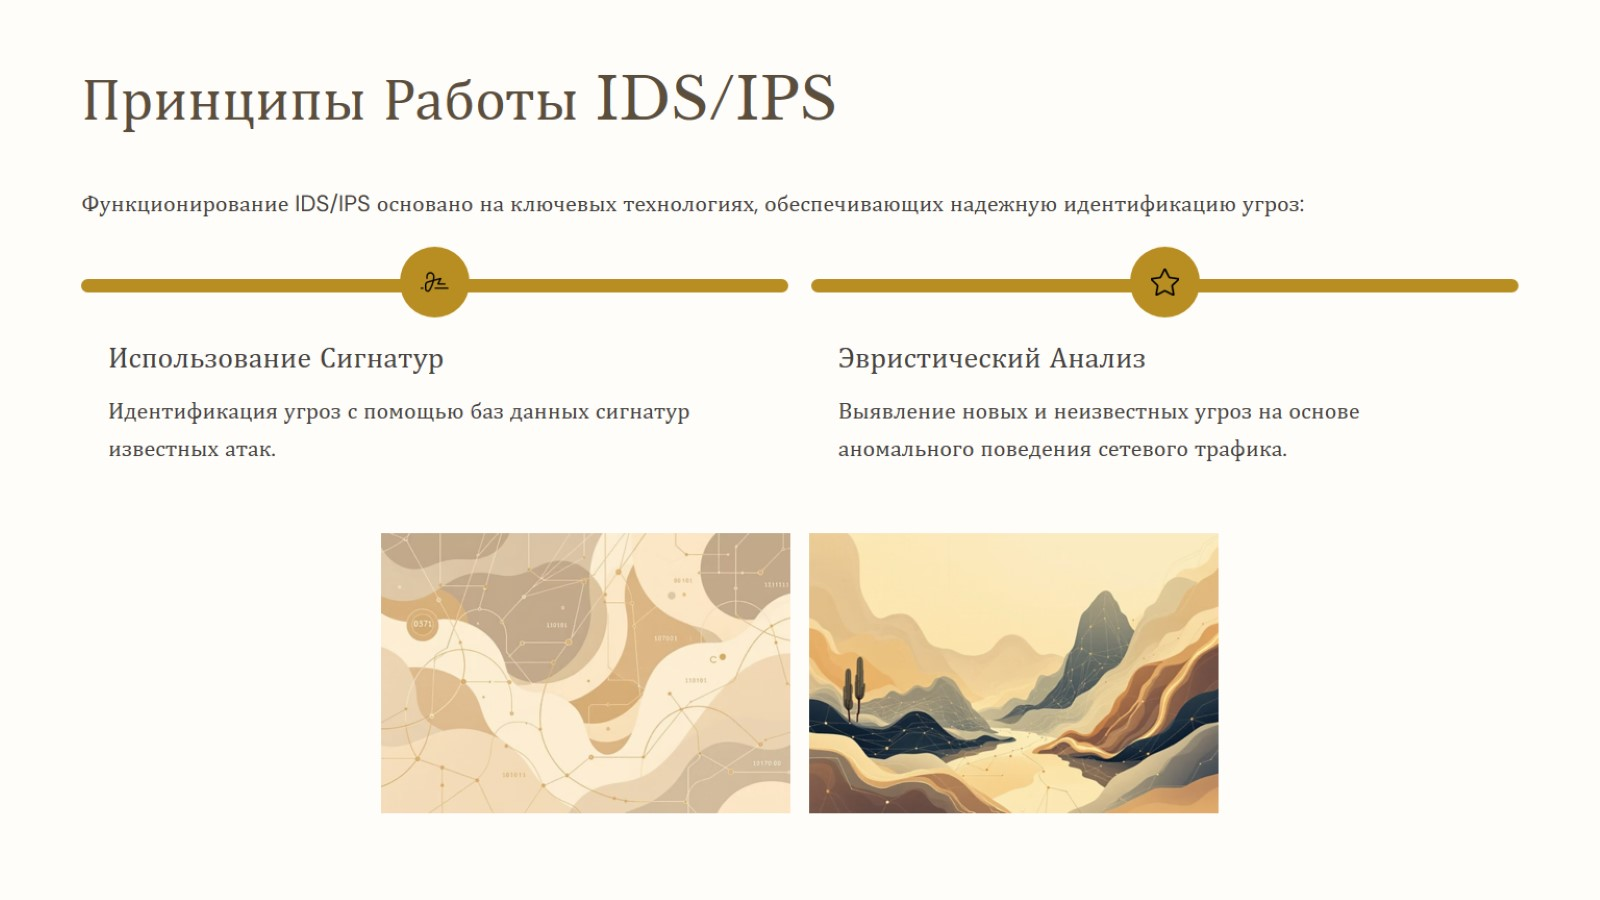 Принципы Работы IDS/IPS
Функционирование IDS/IPS основано на ключевых технологиях, обеспечивающих надежную идентификацию угроз:
Использование Сигнатур
Идентификация угроз с помощью баз данных сигнатур
известных атак.
Эвристический Анализ
Выявление новых и неизвестных угроз на основе
аномального поведения сетевого трафика.
0371